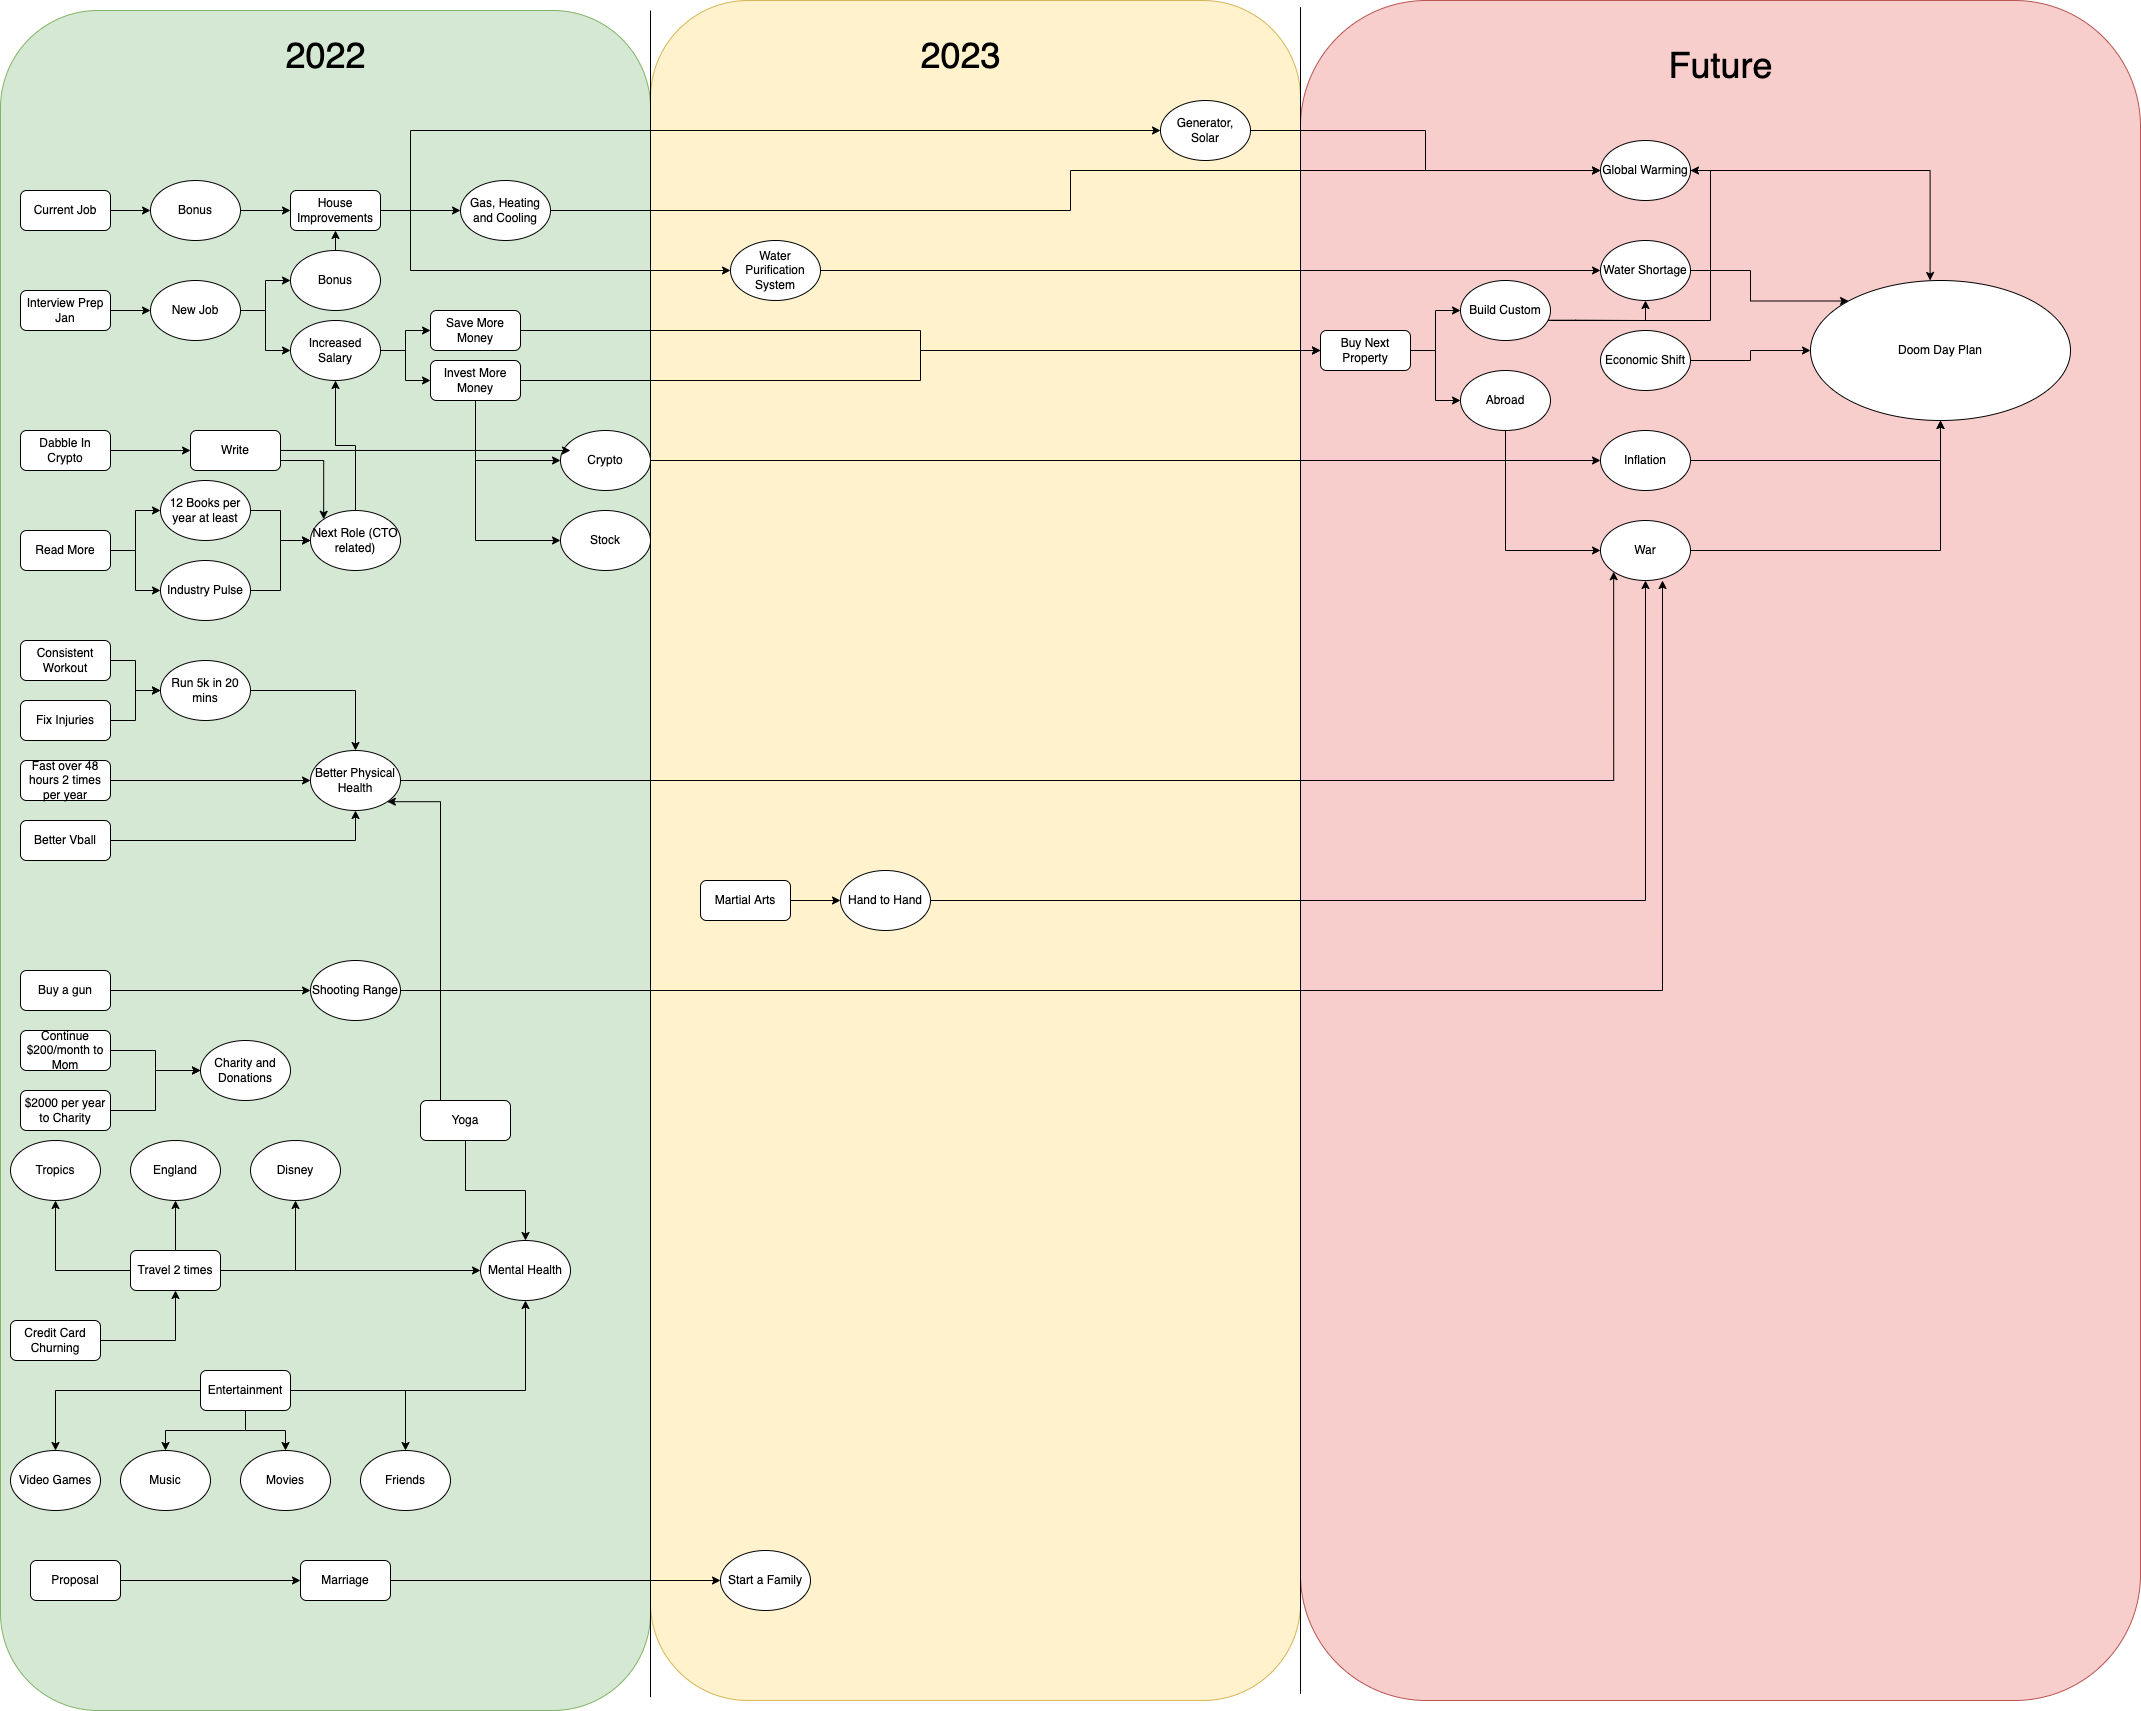 2022
2023
Future
Generator,
Solar
Global Warming
Current Job
Bonus
House
Improvements
Gas, Heating
and Cooling
Bonus
Water
Purification
System
Water Shortage
Interview Prep
Jan
New Job
Increased
Salary
Save More
Money
Invest More
Money
Buy Next
Property
Build Custom
Economic Shift
Doom Day Plan
Abroad
Dabble In
Crypto
Write
Crypto
Inflation
12 Books per
year at least
Read More
Next Role (CTO
related)
Stock
War
Industry Pulse
Consistent
Workout
Run 5k in 20
mins
Fix Injuries
Fast over 48
hours 2 times
per year
Better Physical
Health
Better Vball
Martial Arts
Hand to Hand
Buy a gun
Shooting Range
Continue
$200/month to
Mom
Charity and
Donations
$2000 per year
to Charity
Yoga
Tropics
England
Disney
Travel 2 times
Mental Health
Credit Card
Churning
Entertainment
Video Games
Music
Movies
Friends
Proposal
Marriage
Start a Family